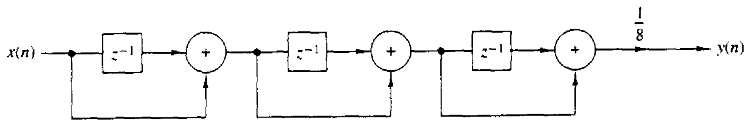 1
8
x(n) z⁻¹ + z⁻¹ + z⁻¹ + y(n)